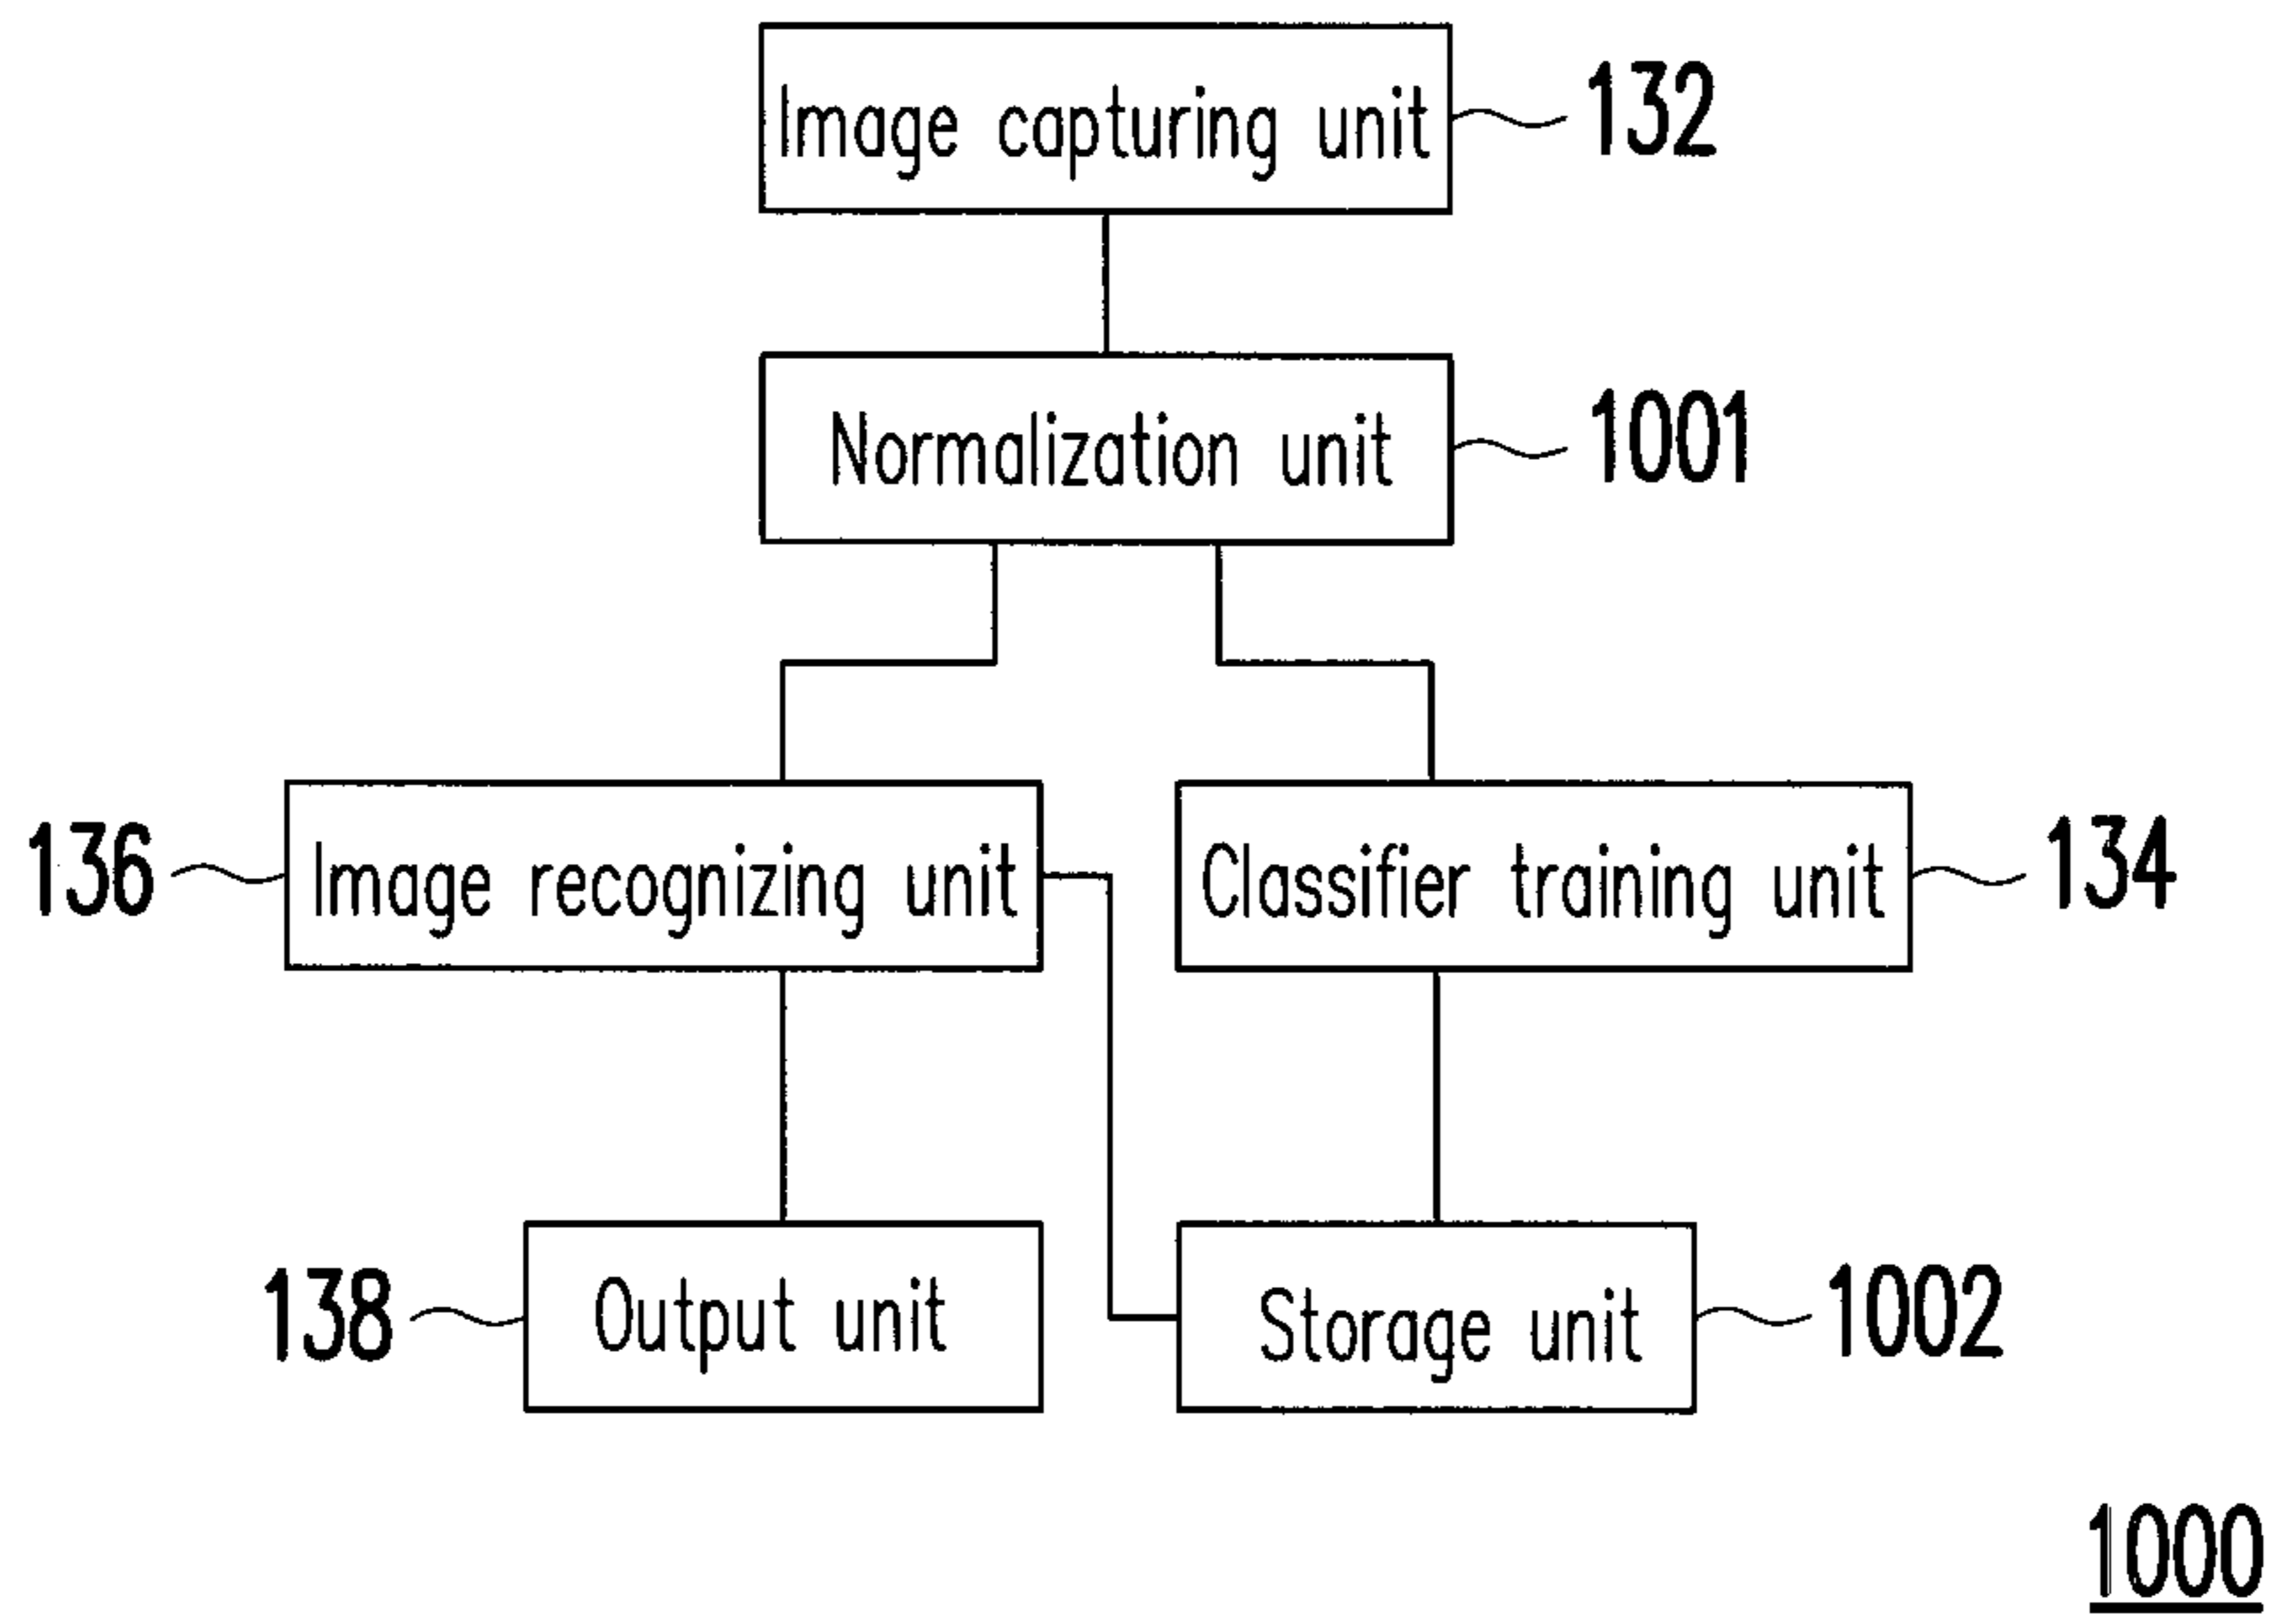 Image capturing unit 132
Normalization unit 1001
136 Image recognizing unit
Classifier training unit 134
138 Output unit
Storage unit 1002
1000